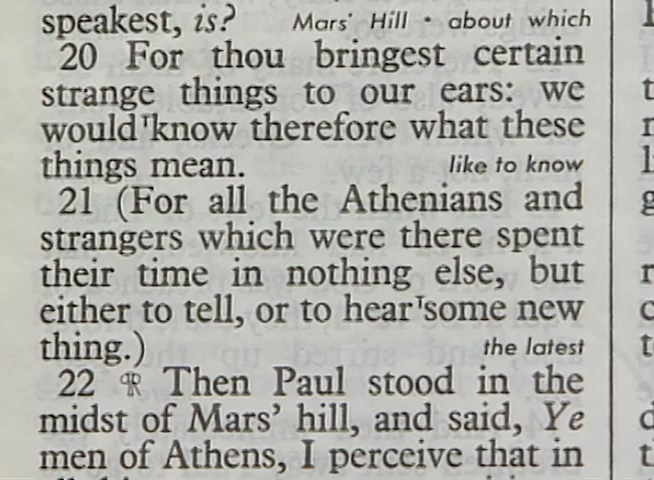 speakest, is? Mars' Hill • about which
20 For thou bringest certain
strange things to our ears: we
would ᵀknow therefore what these
things mean. like to know
21 (For all the Athenians and
strangers which were there spent
their time in nothing else, but
either to tell, or to hear ᵀsome new
thing.) the latest
22 ℟ Then Paul stood in the
midst of Mars' hill, and said, Ye
men of Athens, I perceive that in